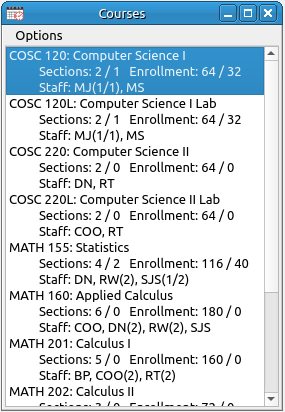 Courses
Options
COSC 120: Computer Science I
Sections: 2 / 1 Enrollment: 64 / 32
Staff: MJ(1/1), MS
COSC 120L: Computer Science I Lab
Sections: 2 / 1 Enrollment: 64 / 32
Staff: MJ(1/1), MS
COSC 220: Computer Science II
Sections: 2 / 0 Enrollment: 64 / 0
Staff: DN, RT
COSC 220L: Computer Science II Lab
Sections: 2 / 0 Enrollment: 64 / 0
Staff: COO, RT
MATH 155: Statistics
Sections: 4 / 2 Enrollment: 116 / 40
Staff: DN, RW(2), SJS(1/2)
MATH 160: Applied Calculus
Sections: 6 / 0 Enrollment: 180 / 0
Staff: COO, DN(2), RW(2), SJS
MATH 201: Calculus I
Sections: 5 / 0 Enrollment: 160 / 0
Staff: BP, COO(2), RT(2)
MATH 202: Calculus II
Sections: 3 / 0 Enrollment: 72 / 0